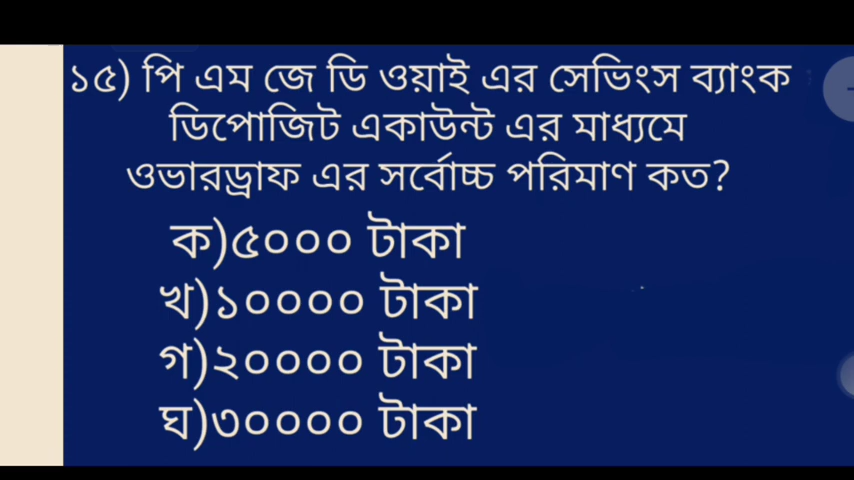 ১৫) পি এম জে ডি ওয়াই এর সেভিংস ব্যাংক
ডিপোজিট একাউন্ট এর মাধ্যমে
ওভারড্রাফ এর সর্বোচ্চ পরিমাণ কত?
ক)৫০০০ টাকা
খ)১০০০০ টাকা
গ)২০০০০ টাকা
ঘ)৩০০০০ টাকা